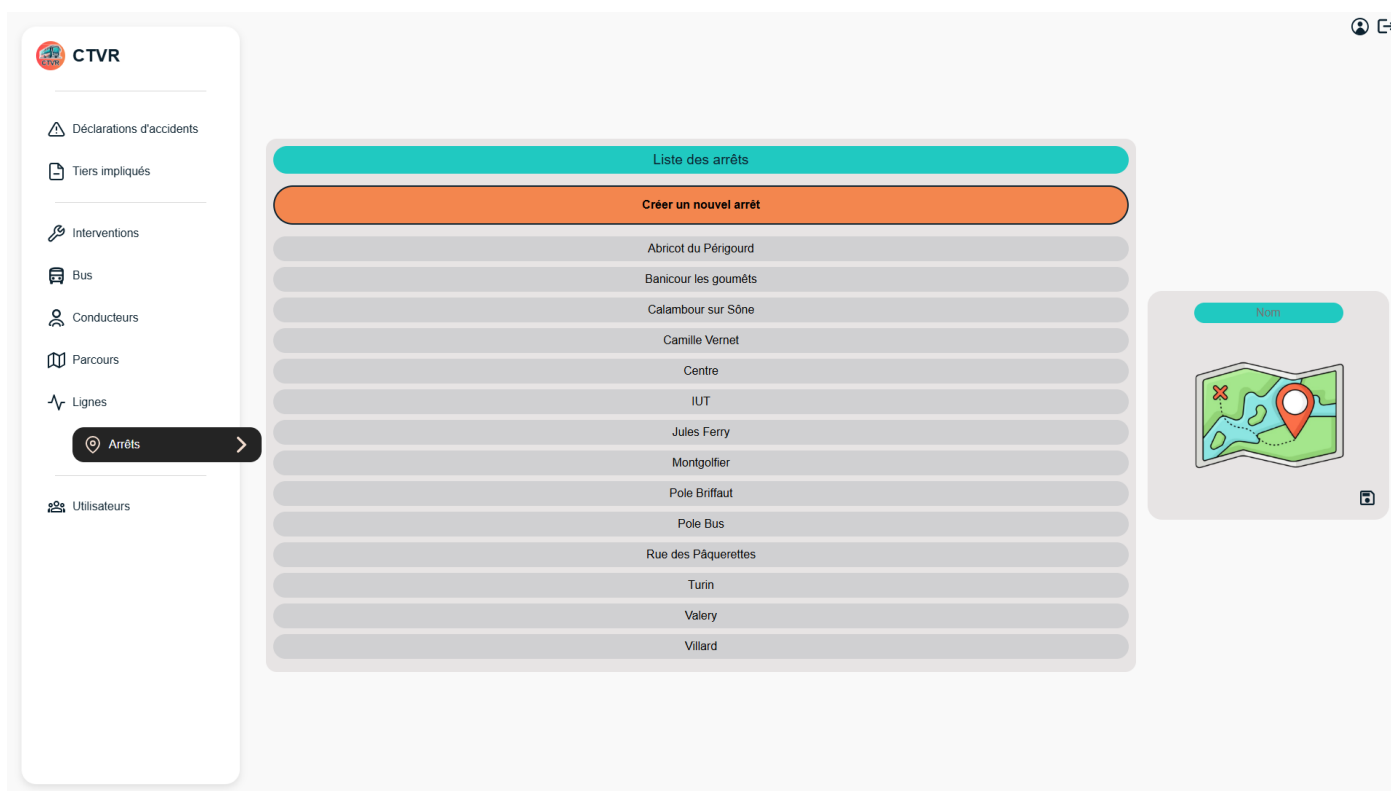 CTVR
CTVR
Déclarations d'accidents
Tiers impliqués
Interventions
Bus
Conducteurs
Parcours
Lignes
Arrêts
Utilisateurs
Liste des arrêts
Créer un nouvel arrêt
Abricot du Périgourd
Banicour les goumêts
Calambour sur Sône
Camille Vernet
Centre
IUT
Jules Ferry
Montgolfier
Pole Briffaut
Pole Bus
Rue des Pâquerettes
Turin
Valery
Villard
Nom